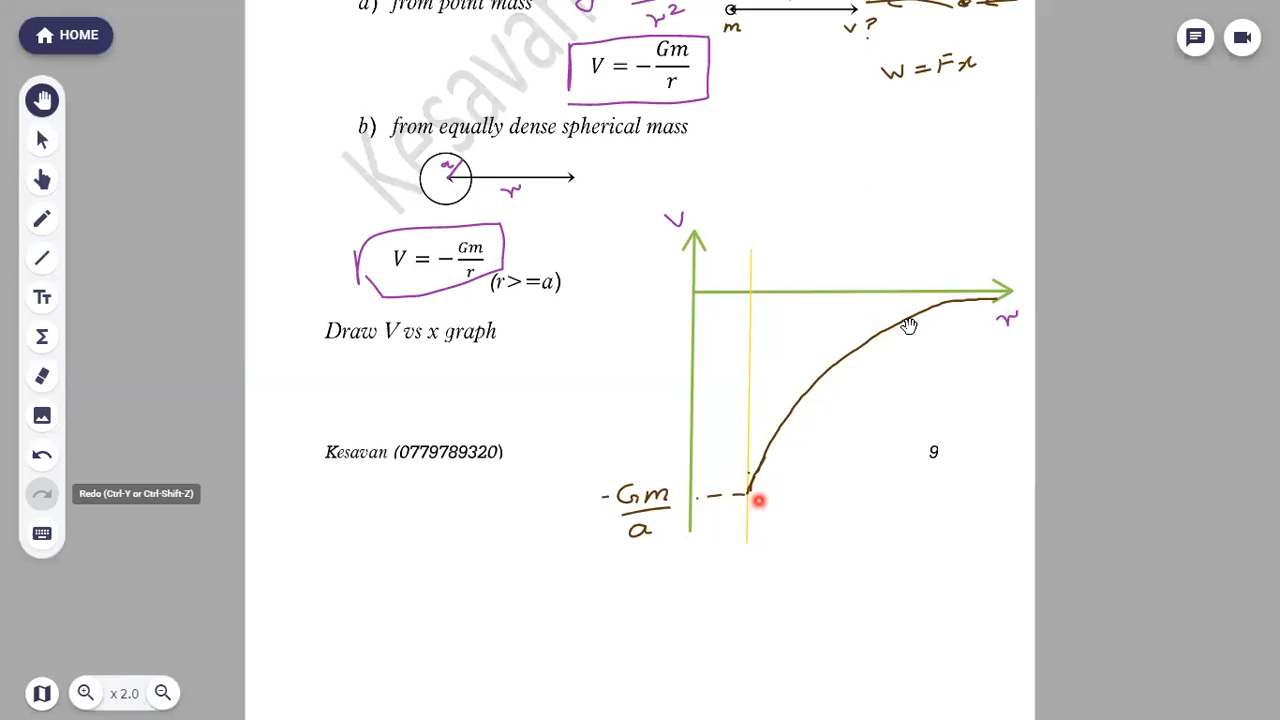 HOME
a) from point mass
r²
m
v ?
V = - Gm / r
W = Fx
Kesavan
b) from equally dense spherical mass
a
r
V
V = - Gm / r (r>=a)
Draw V vs x graph
r
Kesavan (0779789320)
9
Redo (Ctrl-Y or Ctrl-Shift-Z)
- Gm / a
x 2.0